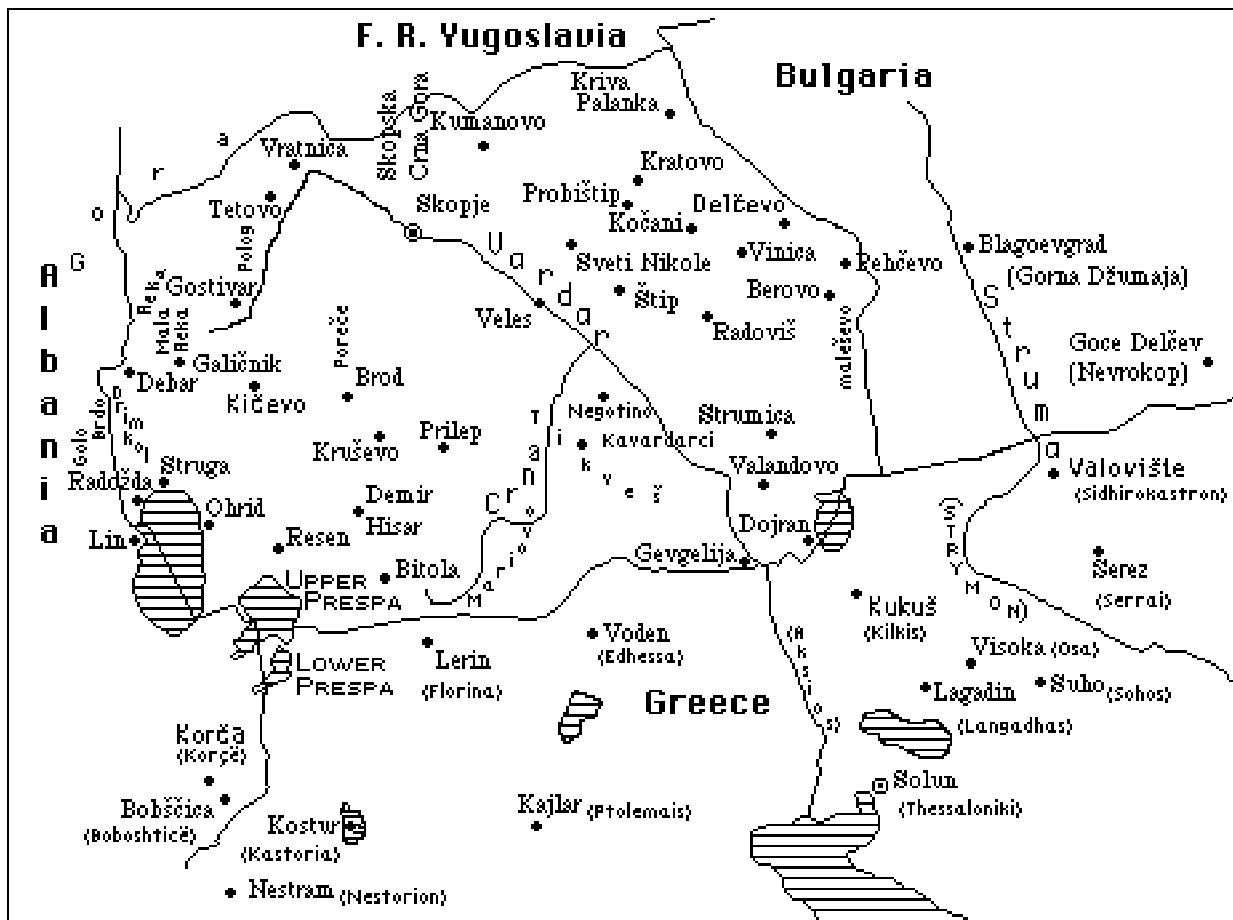 F. R. Yugoslavia
Bulgaria
Albania
Greece
Gora
Skopska
Crna Gora
Kriva
Palanka
Kumanovo
Vratnica
Kratovo
Tetovo
Skopje
Probištip
Delčevo
Kočani
Polog
Vardar
Sveti Nikole
Vinica
Pehčevo
Blagoevgrad
(Gorna Džumaja)
Reka
Gostivar
Mala
Reka
Veles
Štip
Berovo
Struma
Radoviš
Poreče
maleševo
Goce Delčev
(Nevrokop)
Galičnik
Debar
Brod
Kičevo
Golo
Brdo
Drimkol
Negotino
Strumica
Kavardarci
Tikveš
Kruševo
Prilep
Crna
Struga
Radožda
Valandovo
Valovište
(Sidhirokastron)
Demir
Hisar
Ohrid
Mariovo
Dojran
(STRYMON)
Lin
Resen
Gevgelija
Bitola
Šerez
(Serrai)
UPPER
PRESPA
Kukuš
(Kilkis)
Voden
(Edhessa)
(Aksios)
Visoka (Osa)
Lerin
(Florina)
LOWER
PRESPA
Lagadin
(Langadhas)
Suho (Sohos)
Korča
(Korçë)
Solun
(Thessaloniki)
Bobščica
(Boboshticë)
Kostur
(Kastoria)
Kajlar (Ptolemais)
Nestram (Nestorion)